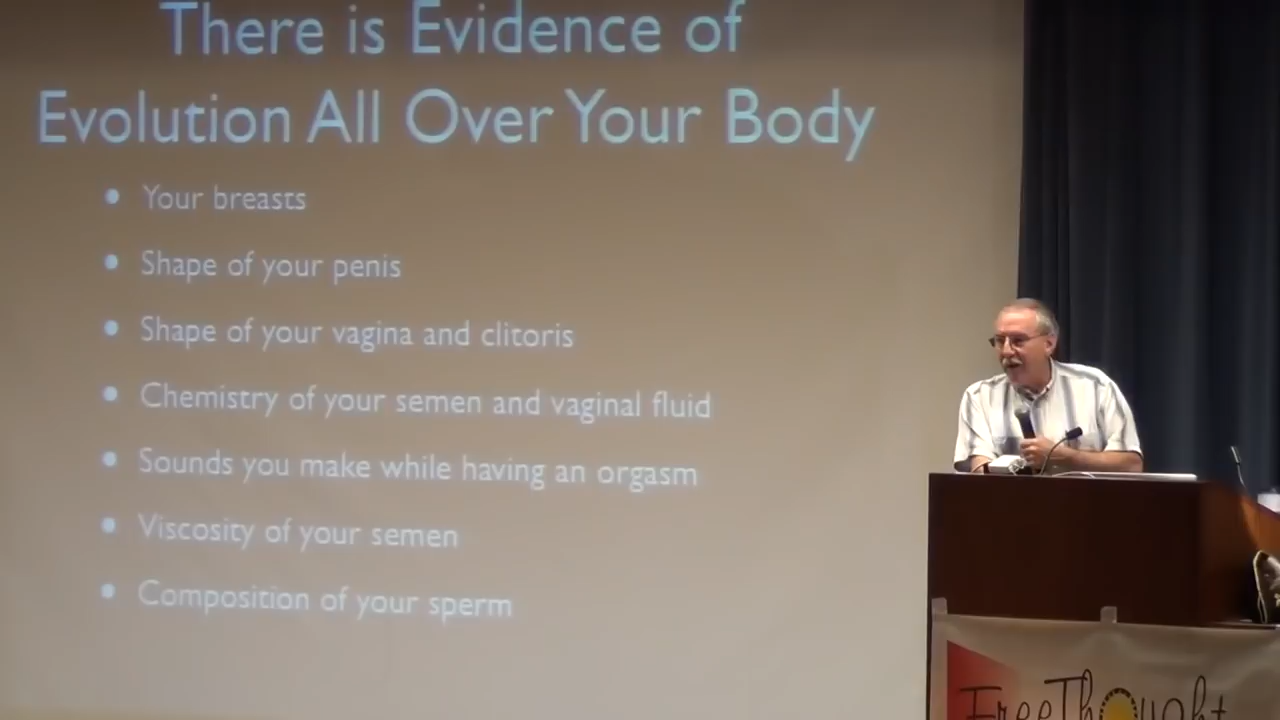 There is Evidence of
Evolution All Over Your Body
• Your breasts
• Shape of your penis
• Shape of your vagina and clitoris
• Chemistry of your semen and vaginal fluid
• Sounds you make while having an orgasm
• Viscosity of your semen
• Composition of your sperm
FreeThought